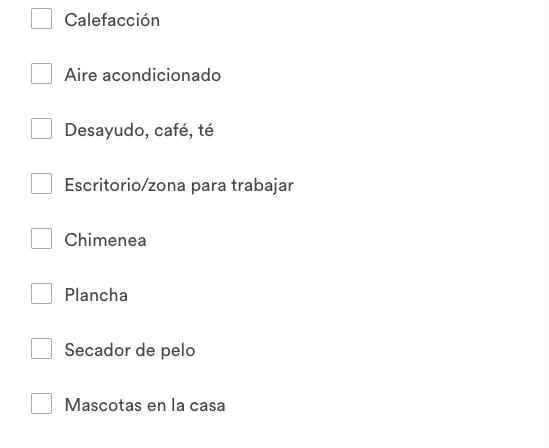 Calefacción
Aire acondicionado
Desayudo, café, té
Escritorio/zona para trabajar
Chimenea
Plancha
Secador de pelo
Mascotas en la casa